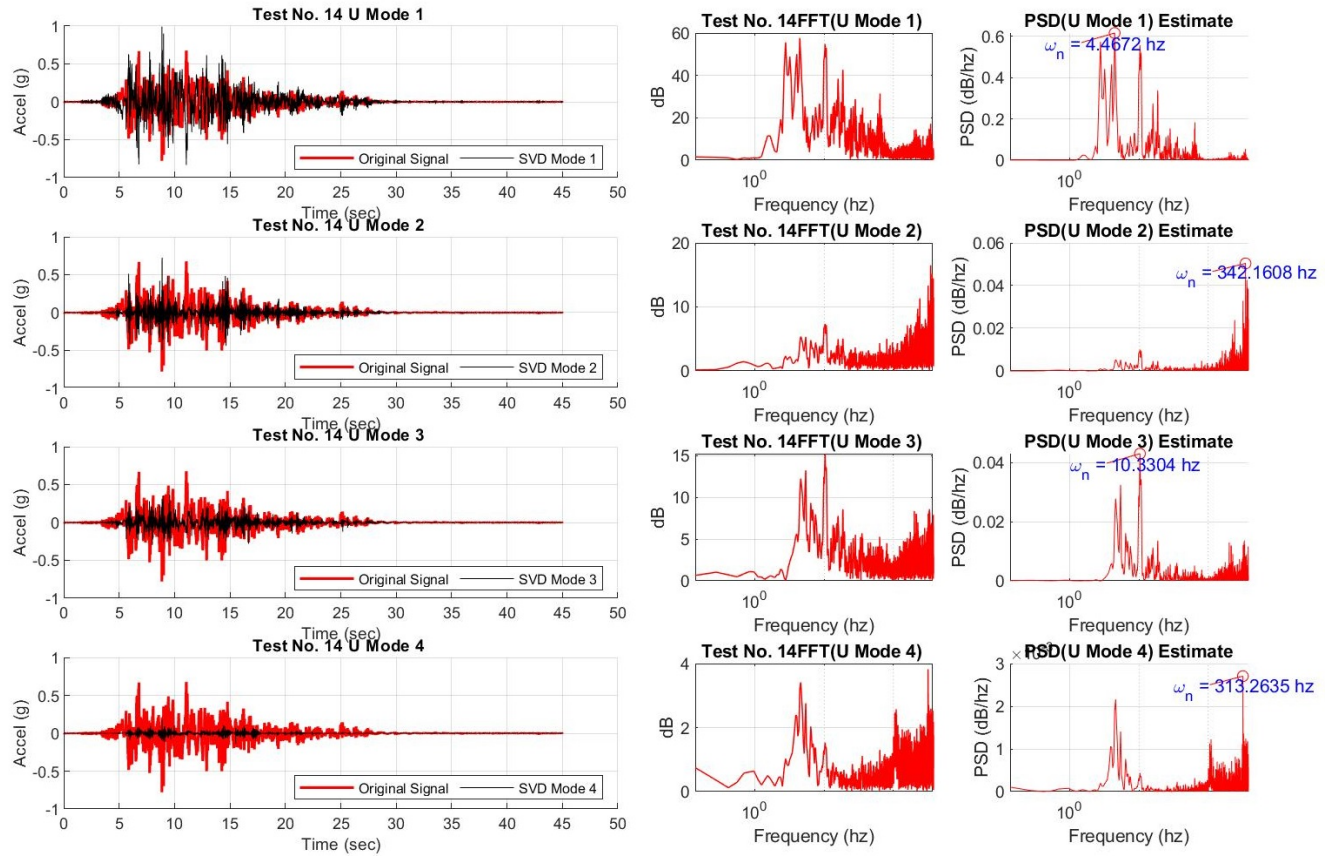 Test No. 14 U Mode 1
1
0.5
0
-0.5
-1
Accel (g)
Original Signal
SVD Mode 1
0 5 10 15 20 25 30 35 40 45 50
Time (sec)
Test No. 14FFT(U Mode 1)
60
40
20
0
dB
10^0
Frequency (hz)
PSD(U Mode 1) Estimate
0.6
0.4
0.2
0
PSD (dB/hz)
ω_n = 4.4672 hz
10^0
Frequency (hz)
Test No. 14 U Mode 2
1
0.5
0
-0.5
-1
Accel (g)
Original Signal
SVD Mode 2
0 5 10 15 20 25 30 35 40 45 50
Time (sec)
Test No. 14FFT(U Mode 2)
20
10
0
dB
10^0
Frequency (hz)
PSD(U Mode 2) Estimate
0.06
0.04
0.02
0
PSD (dB/hz)
ω_n = 342.1608 hz
10^0
Frequency (hz)
Test No. 14 U Mode 3
1
0.5
0
-0.5
-1
Accel (g)
Original Signal
SVD Mode 3
0 5 10 15 20 25 30 35 40 45 50
Time (sec)
Test No. 14FFT(U Mode 3)
15
10
5
0
dB
10^0
Frequency (hz)
PSD(U Mode 3) Estimate
0.04
0.02
0
PSD (dB/hz)
ω_n = 10.3304 hz
10^0
Frequency (hz)
Test No. 14 U Mode 4
1
0.5
0
-0.5
-1
Accel (g)
Original Signal
SVD Mode 4
0 5 10 15 20 25 30 35 40 45 50
Time (sec)
Test No. 14FFT(U Mode 4)
4
2
0
dB
10^0
Frequency (hz)
PSD(U Mode 4) Estimate
3
2
1
0
PSD (dB/hz)
ω_n = 313.2635 hz
10^0
Frequency (hz)